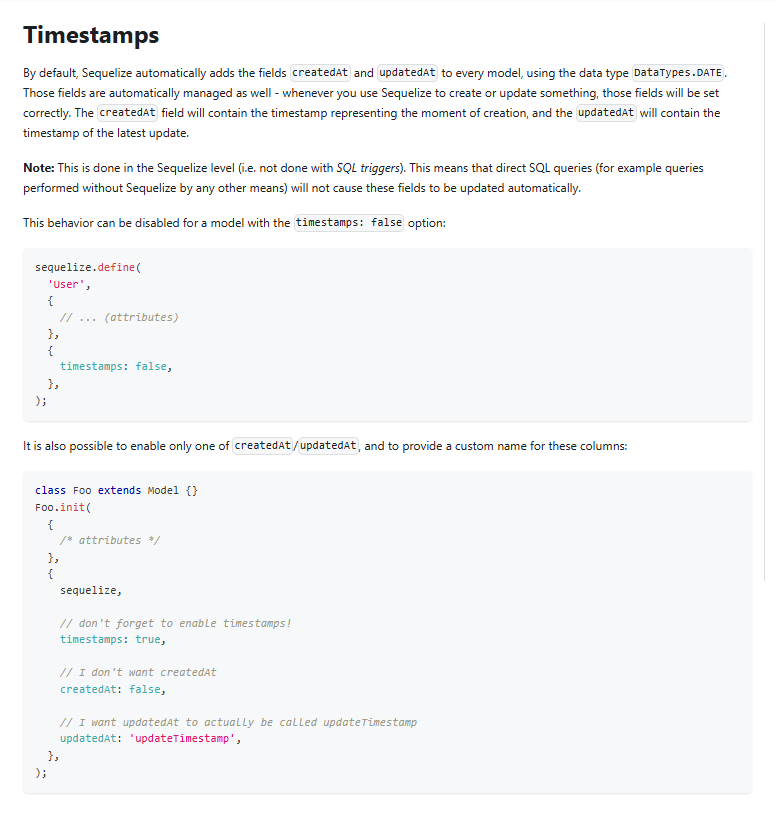 Timestamps
By default, Sequelize automatically adds the fields createdAt and updatedAt to every model, using the data type DataTypes.DATE.
Those fields are automatically managed as well - whenever you use Sequelize to create or update something, those fields will be set
correctly. The createdAt field will contain the timestamp representing the moment of creation, and the updatedAt will contain the
timestamp of the latest update.
Note: This is done in the Sequelize level (i.e. not done with SQL triggers). This means that direct SQL queries (for example queries
performed without Sequelize by any other means) will not cause these fields to be updated automatically.
This behavior can be disabled for a model with the timestamps: false option:
sequelize.define(
  'User',
  {
    // ... (attributes)
  },
  {
    timestamps: false,
  },
);
It is also possible to enable only one of createdAt/updatedAt, and to provide a custom name for these columns:
class Foo extends Model {}
Foo.init(
  {
    /* attributes */
  },
  {
    sequelize,

    // don't forget to enable timestamps!
    timestamps: true,

    // I don't want createdAt
    createdAt: false,

    // I want updatedAt to actually be called updateTimestamp
    updatedAt: 'updateTimestamp',
  },
);